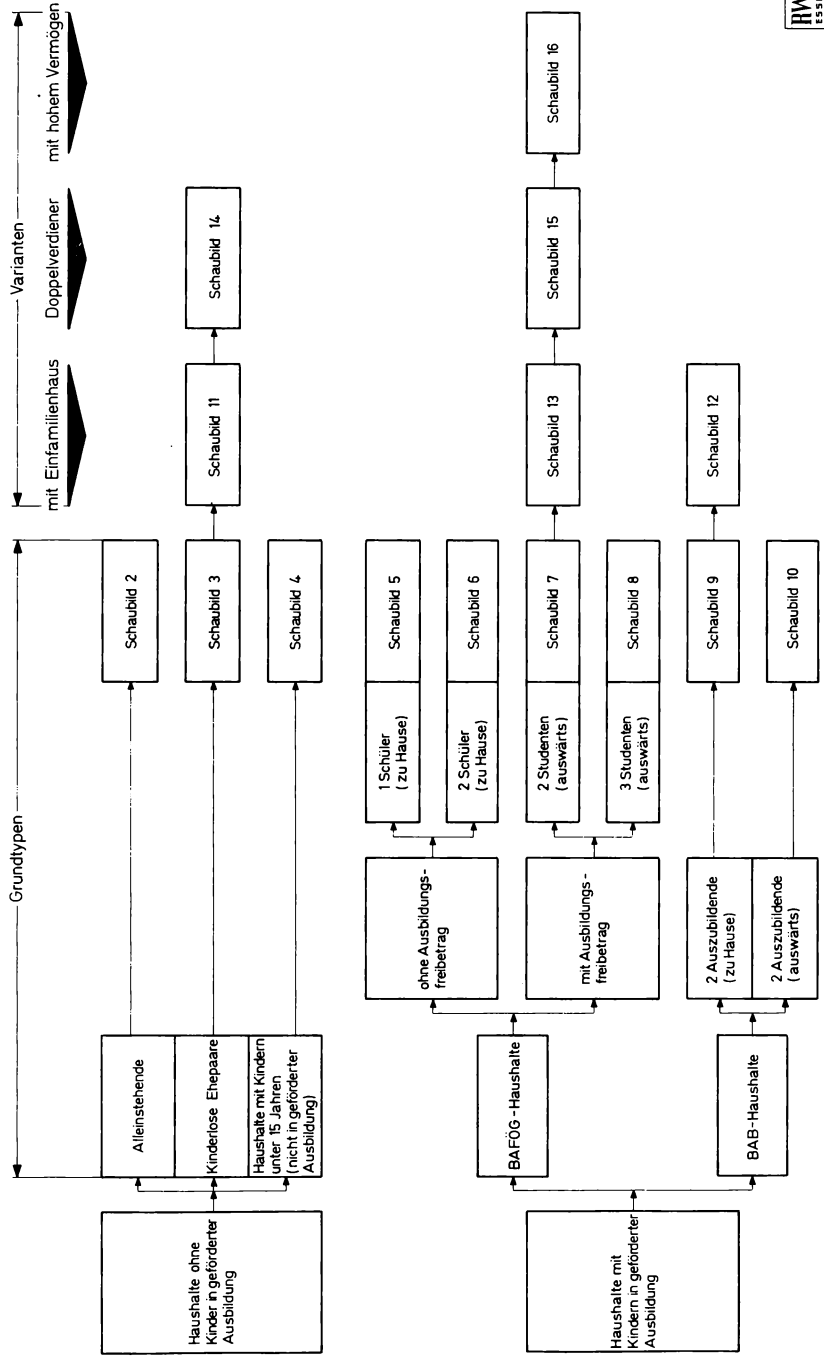 Grundtypen
Varianten
mit Einfamilienhaus
Doppelverdiener
mit hohem Vermögen
Haushalte ohne
Kinder in geförderter
Ausbildung
Alleinstehende
Kinderlose Ehepaare
Haushalte mit Kindern
unter 15 Jahren
(nicht in geförderter
Ausbildung)
Schaubild 2
Schaubild 3
Schaubild 11
Schaubild 14
Schaubild 4
Haushalte mit
Kindern in geförderter
Ausbildung
BAFÖG - Haushalte
ohne Ausbildungs-
freibetrag
1 Schüler
( zu Hause)
Schaubild 5
2 Schüler
(zu Hause)
Schaubild 6
mit Ausbildungs-
freibetrag
2 Studenten
(auswärts)
Schaubild 7
Schaubild 13
Schaubild 15
Schaubild 16
3 Studenten
(auswärts)
Schaubild 8
BAB-Haushalte
2 Auszubildende
( zu Hause)
Schaubild 9
Schaubild 12
2 Auszubildende
(auswärts)
Schaubild 10